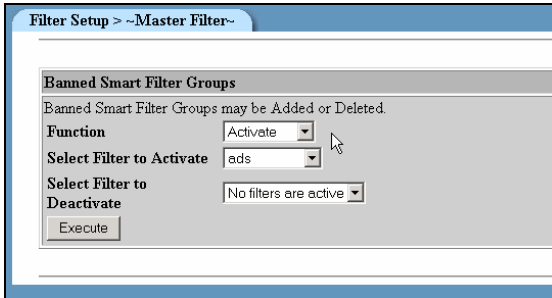 Filter Setup > ~Master Filter~
Banned Smart Filter Groups
Banned Smart Filter Groups may be Added or Deleted.
Function Activate
Select Filter to Activate ads
Select Filter to
Deactivate No filters are active
Execute